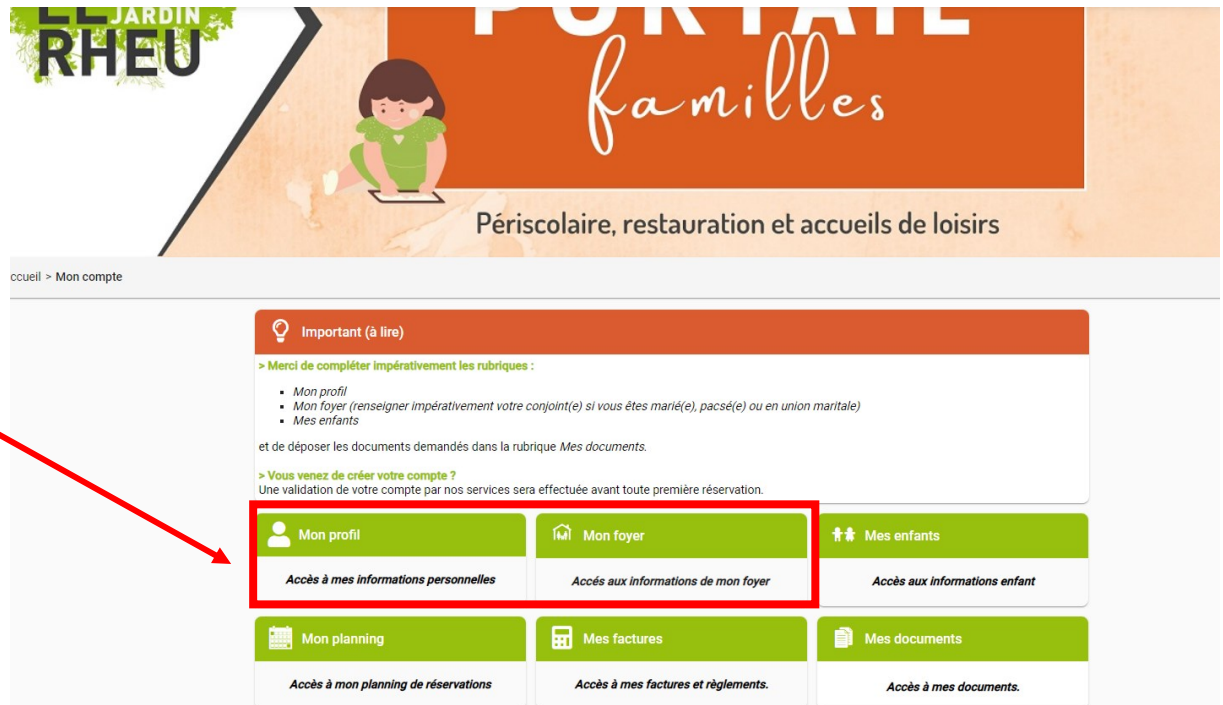 JARDIN
RHEU
PORTAIL
familles
Périscolaire, restauration et accueils de loisirs
ccueil > Mon compte
Important (à lire)
> Merci de compléter impérativement les rubriques :
▪ Mon profil
▪ Mon foyer (renseigner impérativement votre conjoint(e) si vous êtes marié(e), pacsé(e) ou en union maritale)
▪ Mes enfants
et de déposer les documents demandés dans la rubrique Mes documents.
> Vous venez de créer votre compte ?
Une validation de votre compte par nos services sera effectuée avant toute première réservation.
Mon profil
Mon foyer
Mes enfants
Accès à mes informations personnelles
Accés aux informations de mon foyer
Accès aux informations enfant
Mon planning
Mes factures
Mes documents
Accès à mon planning de réservations
Accès à mes factures et règlements.
Accès à mes documents.